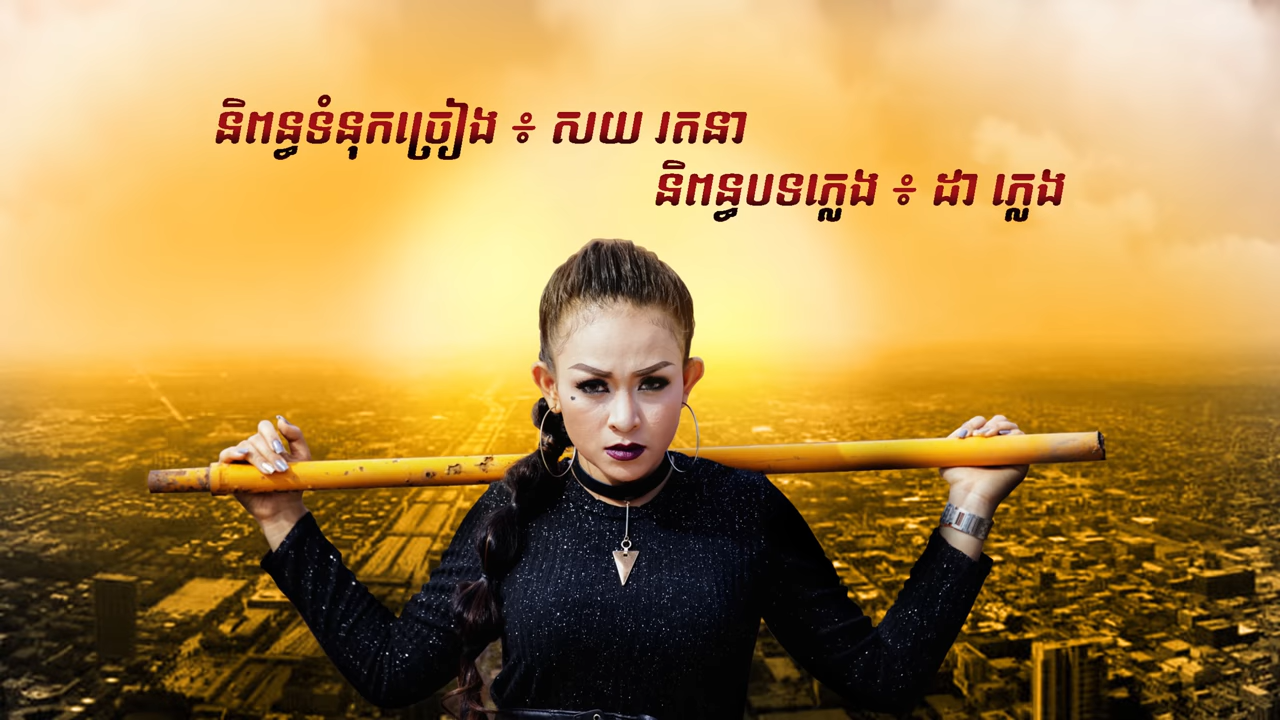 និពន្ធទំនុកច្រៀង ៖ សយ រតនា
និពន្ធបទភ្លេង ៖ ដា ភ្លេង